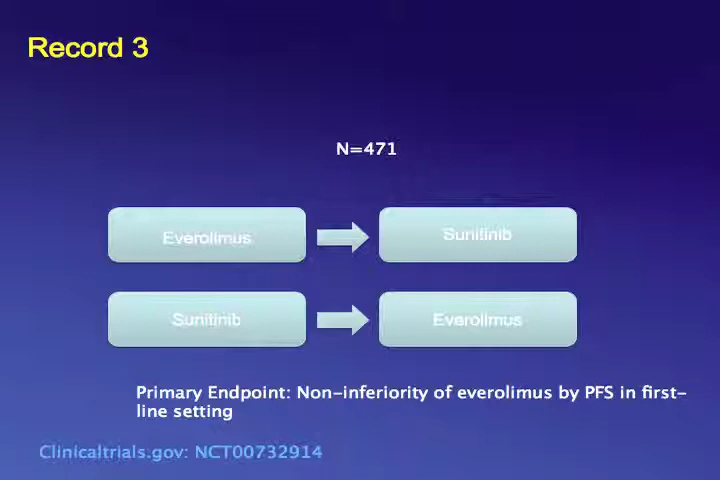 Record 3
N=471
Everolimus
Sunitinib
Sunitinib
Everolimus
Primary Endpoint: Non-inferiority of everolimus by PFS in first-
line setting
Clinicaltrials.gov: NCT00732914